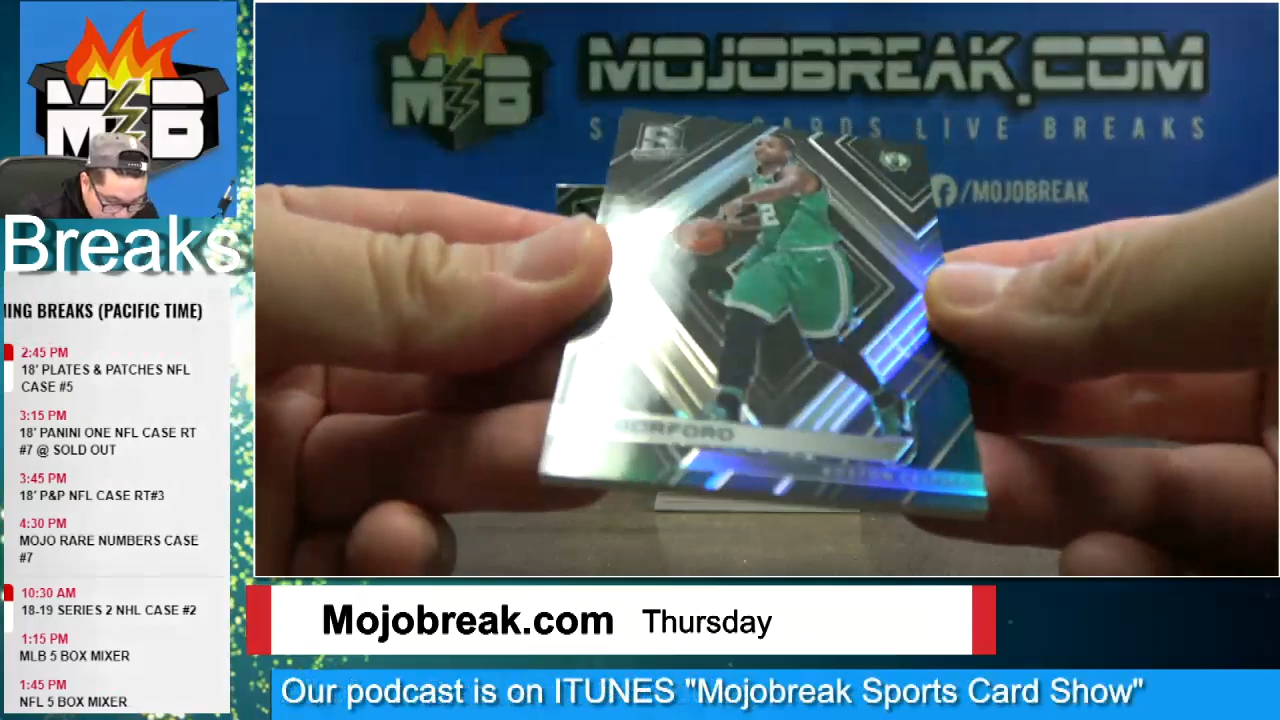 M B
MOJOBREAK.COM
LIVE BREAKS
/MOJOBREAK
M B
Breaks
ING BREAKS (PACIFIC TIME)
2:45 PM
18' PLATES & PATCHES NFL
CASE #5
3:15 PM
18' PANINI ONE NFL CASE RT
#7 @ SOLD OUT
3:45 PM
18' P&P NFL CASE RT#3
4:30 PM
MOJO RARE NUMBERS CASE
#7
10:30 AM
18-19 SERIES 2 NHL CASE #2
1:15 PM
MLB 5 BOX MIXER
1:45 PM
NFL 5 BOX MIXER
HORFORD
Mojobreak.com Thursday
Our podcast is on ITUNES "Mojobreak Sports Card Show"